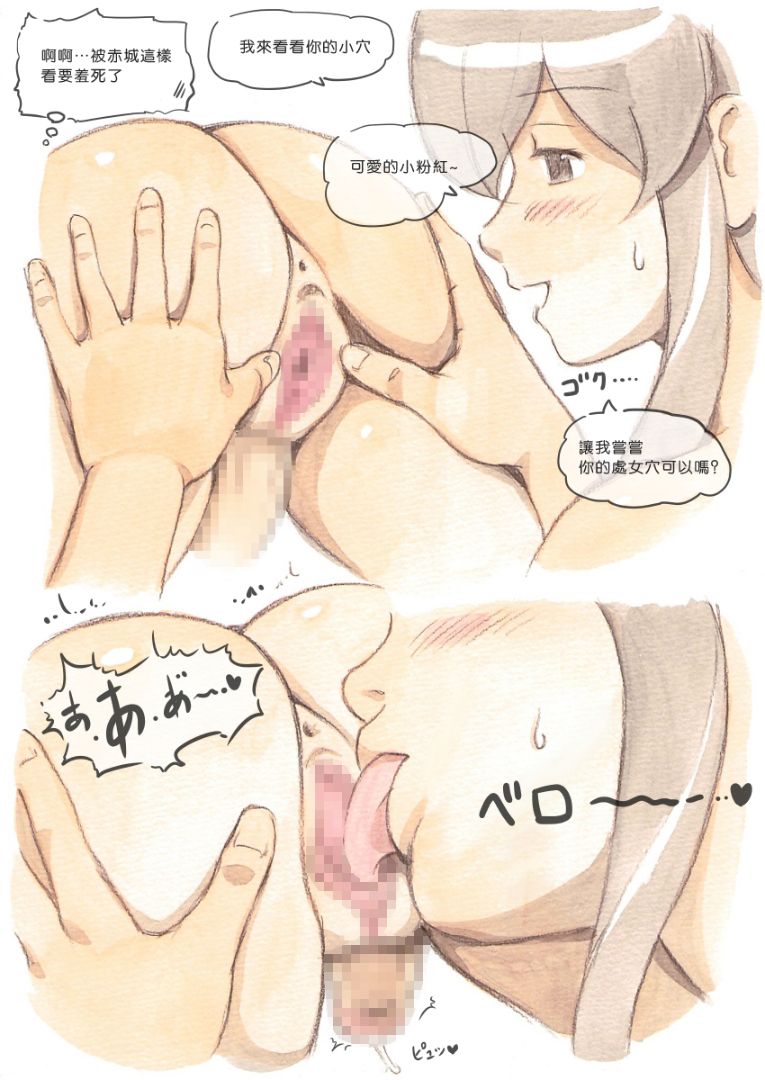 我來看看你的小穴
啊啊…被赤城這樣
看要羞死了
可愛的小粉紅~
ゴク‥‥
讓我嘗嘗
你的處女穴可以嗎?
あ.あ.あ゛〜.♥
ベロ〜〜〜ー‥♥
ピュッ♥